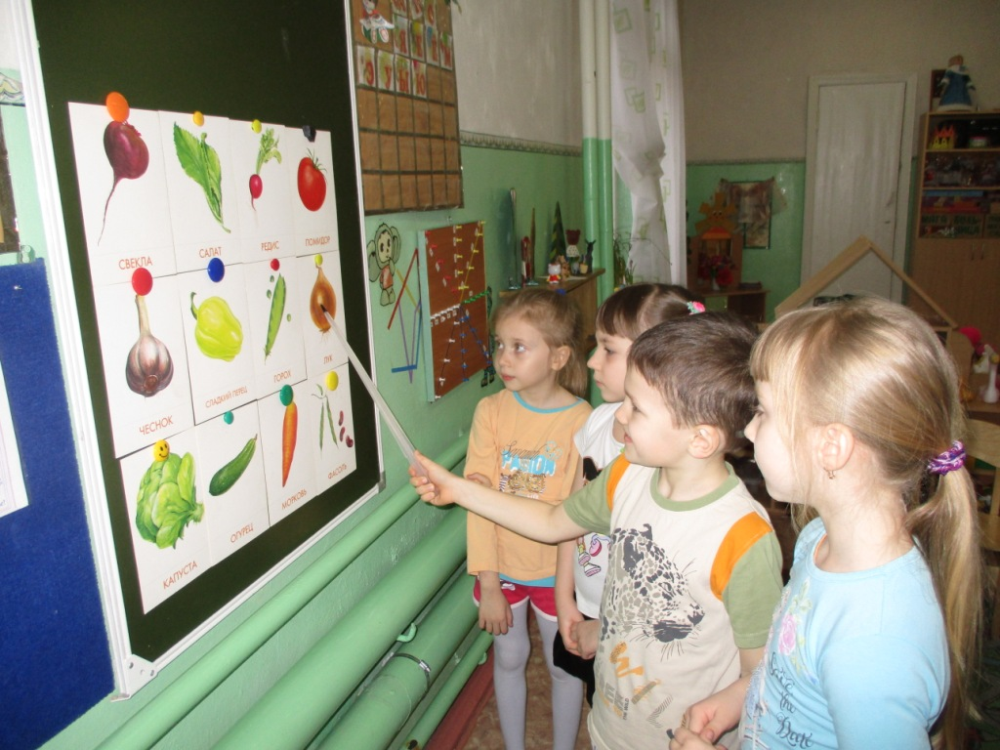 СВЕКЛА
САЛАТ
РЕДИС
ПОМИДОР
ЧЕСНОК
СЛАДКИЙ ПЕРЕЦ
ГОРОХ
ЛУК
КАПУСТА
ОГУРЕЦ
МОРКОВЬ
ФАСОЛЬ